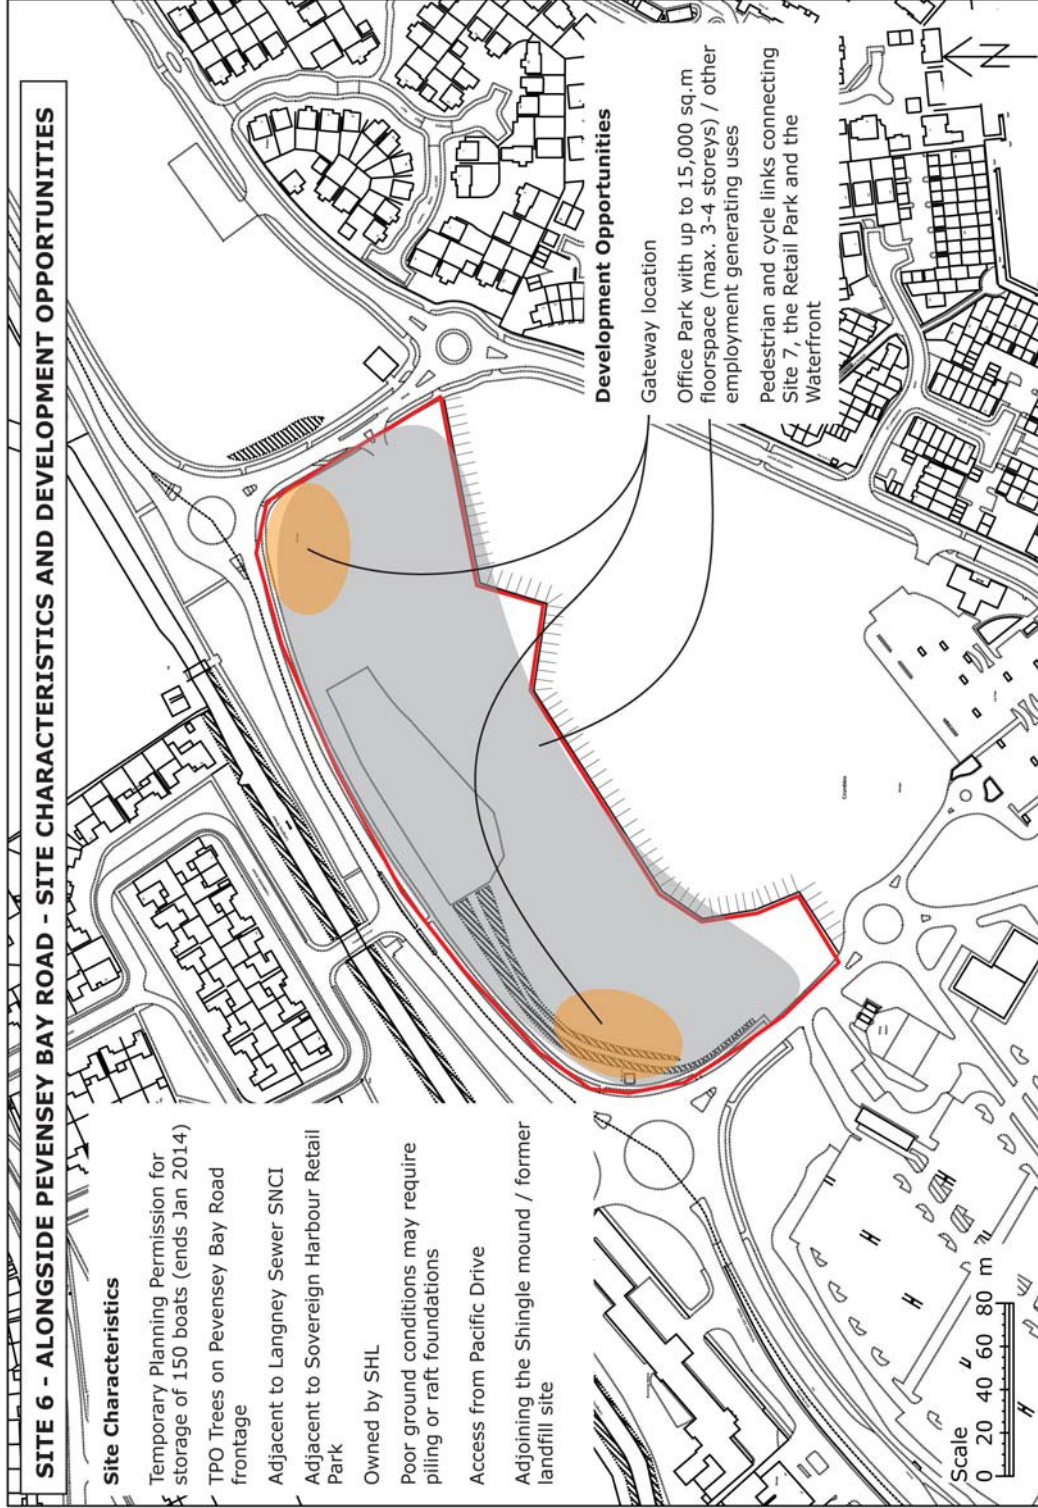 SITE 6 - ALONGSIDE PEVENSEY BAY ROAD - SITE CHARACTERISTICS AND DEVELOPMENT OPPORTUNITIES
Site Characteristics
Temporary Planning Permission for
storage of 150 boats (ends Jan 2014)
TPO Trees on Pevensey Bay Road
frontage
Adjacent to Langney Sewer SNCI
Adjacent to Sovereign Harbour Retail
Park
Owned by SHL
Poor ground conditions may require
piling or raft foundations
Access from Pacific Drive
Adjoining the Shingle mound / former
landfill site
Development Opportunities
Gateway location
Office Park with up to 15,000 sq.m
floorspace (max. 3-4 storeys) / other
employment generating uses
Pedestrian and cycle links connecting
Site 7, the Retail Park and the
Waterfront
Crumbles
Scale
0 20 40 60 80 m
N